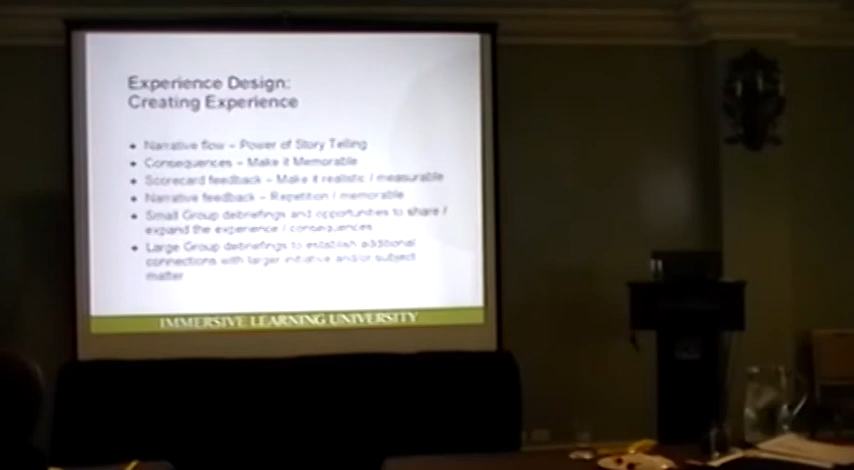 Experience Design:
Creating Experience
• Narrative flow – Power of Story Telling
• Consequences – Make it Memorable
• Scorecard feedback – Make it realistic / measurable
• Narrative feedback – Repetition / memorable
• Small Group debriefings and opportunities to share /
expand the experience / consequences
• Large Group debriefings to establish additional
connections with larger initiative and/or subject
matter
IMMERSIVE LEARNING UNIVERSITY